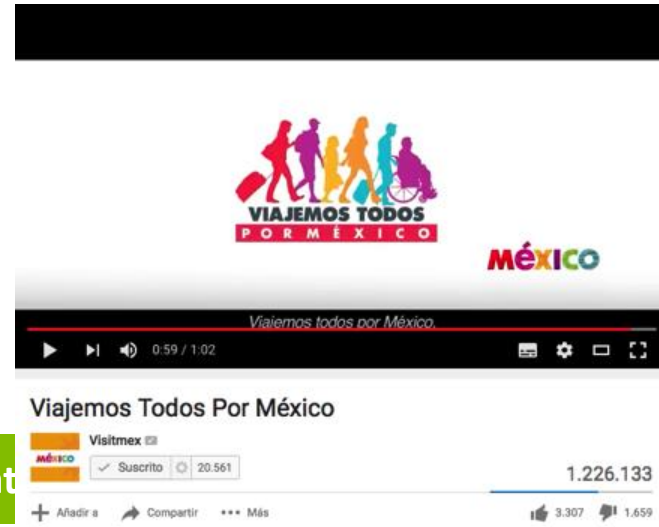 VIAJEMOS TODOS
POR MÉXICO
MéXICO
Viajemos todos por México.
0:59 / 1:02
Viajemos Todos Por México
Visitmex
MéXICO
Suscrito 20.561
1.226.133
Añadir a Compartir Más
3.307 1.659